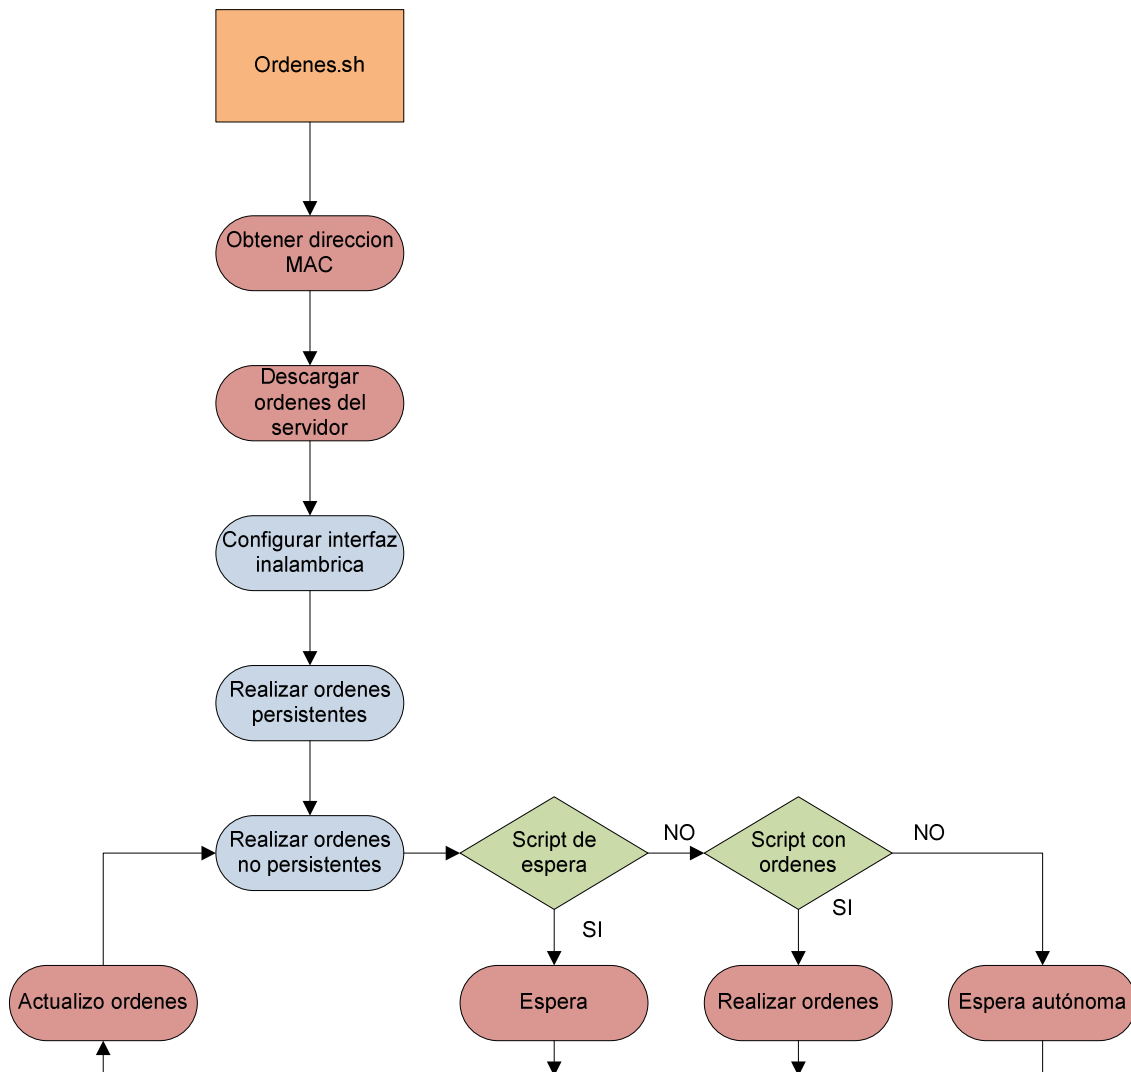 Ordenes.sh
Obtener direccion
MAC
Descargar
ordenes del
servidor
Configurar interfaz
inalambrica
Realizar ordenes
persistentes
Realizar ordenes
no persistentes
Script de
espera
NO
Script con
ordenes
NO
SI
SI
Actualizo ordenes
Espera
Realizar ordenes
Espera autónoma